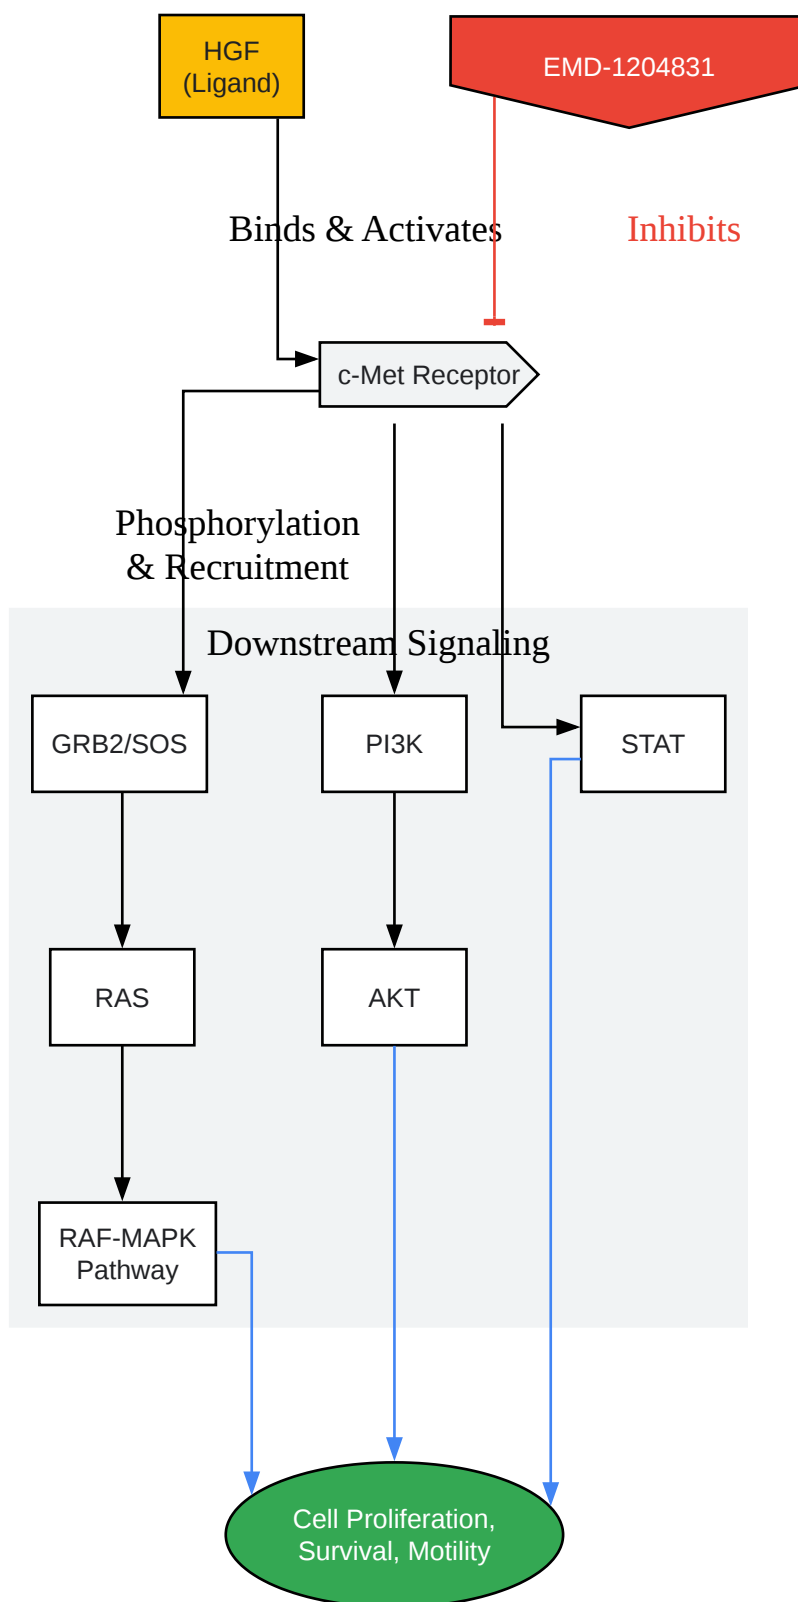 HGF
(Ligand)
EMD-1204831
Binds & Activates
Inhibits
c-Met Receptor
Phosphorylation
& Recruitment
Downstream Signaling
GRB2/SOS
PI3K
STAT
RAS
AKT
RAF-MAPK
Pathway
Cell Proliferation,
Survival, Motility